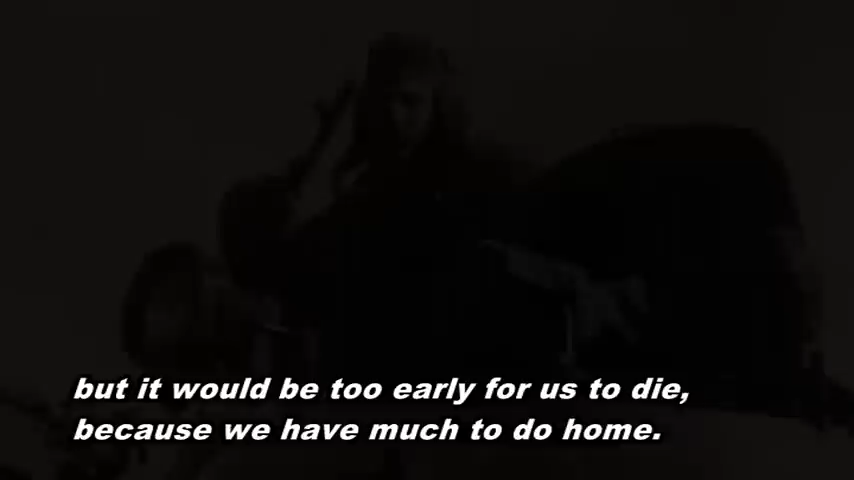 but it would be too early for us to die,
because we have much to do home.